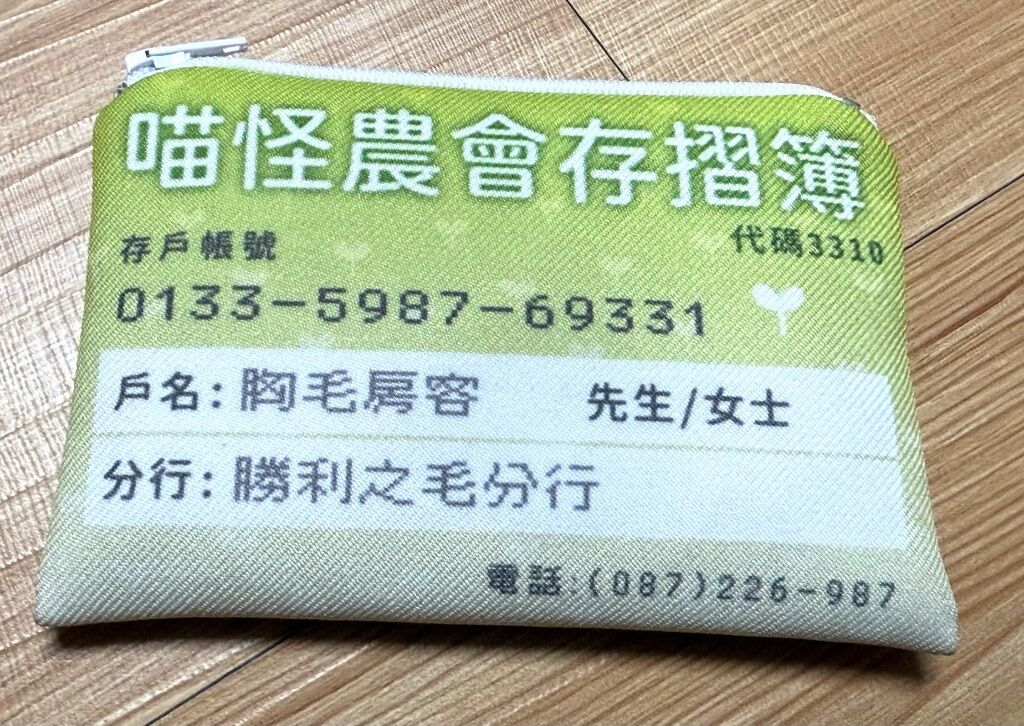 喵怪農會存摺簿
存戶帳號
代碼3310
0133-5987-69331
戶名:胸毛房客 先生/女士
分行:勝利之毛分行
電話:(087)226-987